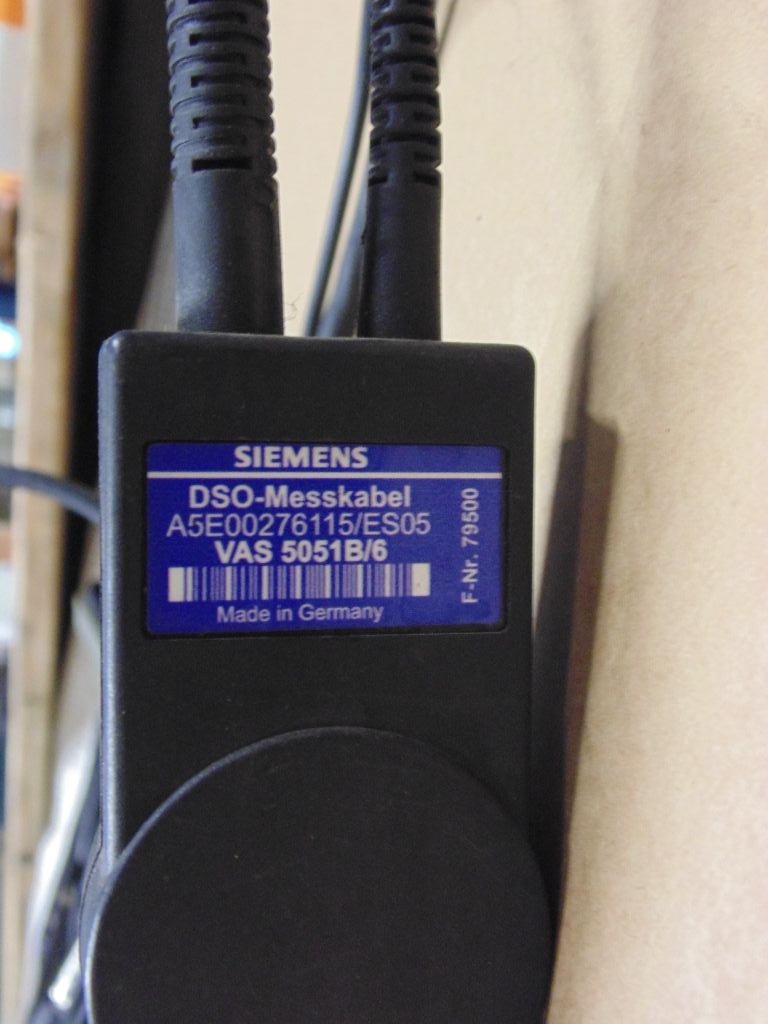 SIEMENS
DSO-Messkabel
A5E00276115/ES05
VAS 5051B/6
Made in Germany
F-Nr. 79500